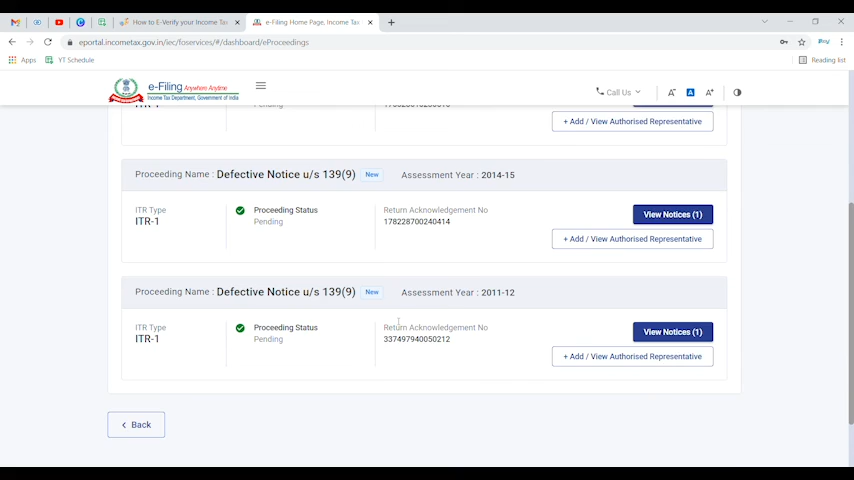 How to E-Verify your Income Tax
e-Filing Home Page, Income Tax
eportal.incometax.gov.in/iec/foservices/#/dashboard/eProceedings
Apps
YT Schedule
Reading list
e-Filing Anywhere Anytime
Income Tax Department, Government of India
Call Us
A-
A
A+
+ Add / View Authorised Representative
Proceeding Name : Defective Notice u/s 139(9) New Assessment Year : 2014-15
ITR Type
ITR-1
Proceeding Status
Pending
Return Acknowledgement No
178228700240414
View Notices (1)
+ Add / View Authorised Representative
Proceeding Name : Defective Notice u/s 139(9) New Assessment Year : 2011-12
ITR Type
ITR-1
Proceeding Status
Pending
Return Acknowledgement No
337497940050212
View Notices (1)
+ Add / View Authorised Representative
< Back